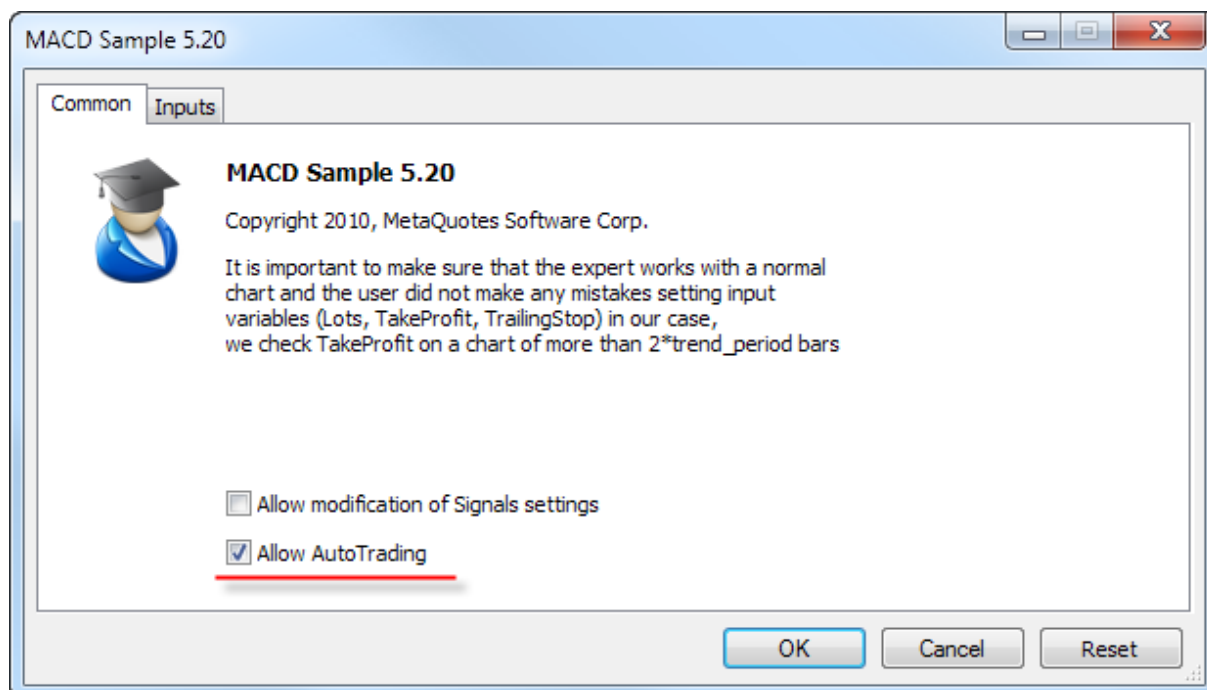 MACD Sample 5.20
Common
Inputs
MACD Sample 5.20
Copyright 2010, MetaQuotes Software Corp.
It is important to make sure that the expert works with a normal
chart and the user did not make any mistakes setting input
variables (Lots, TakeProfit, TrailingStop) in our case,
we check TakeProfit on a chart of more than 2*trend_period bars
Allow modification of Signals settings
Allow AutoTrading
OK
Cancel
Reset